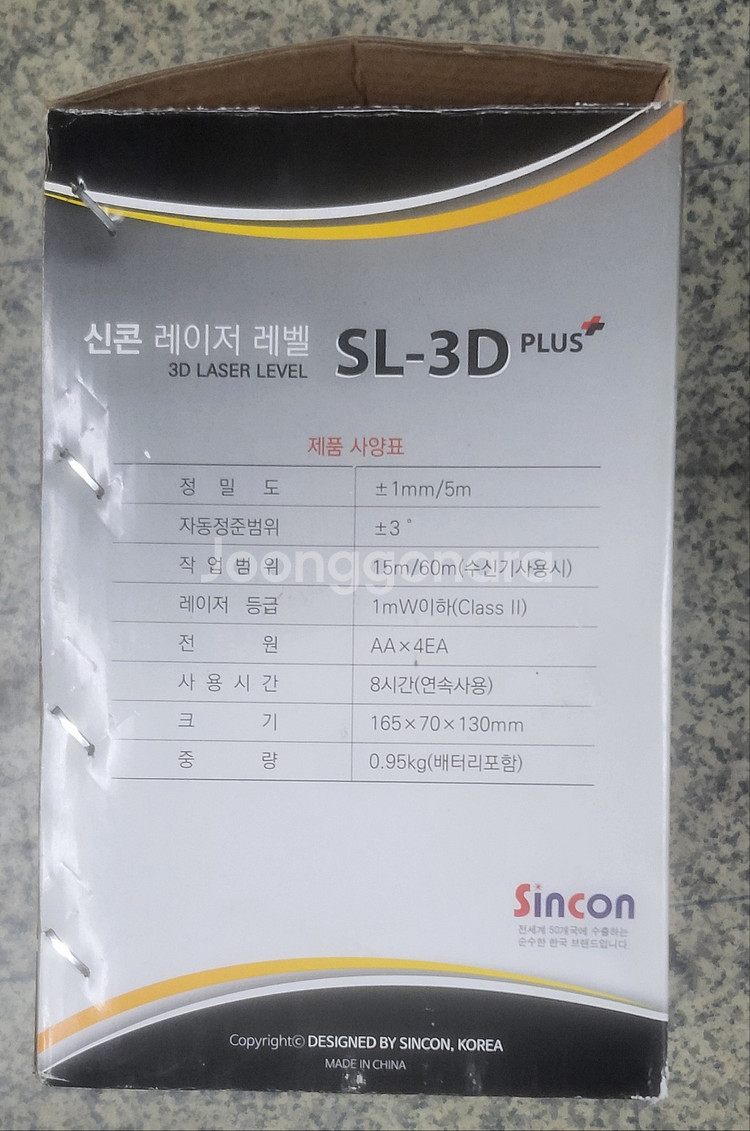 신콘 레이저 레벨 SL-3D PLUS
3D LASER LEVEL
제품 사양표
정 밀 도 ±1mm/5m
자동정준범위 ±3˚
작 업 범 위 15m/60m(수신기사용시)
레이저 등급 1mW이하(Class II)
전 원 AA×4EA
사 용 시 간 8시간(연속사용)
크 기 165×70×130mm
중 량 0.95kg(배터리포함)
Joonggonara
Sincon
전세계 50개국에 수출하는
순수한 한국 브랜드입니다.
Copyright© DESIGNED BY SINCON, KOREA
MADE IN CHINA